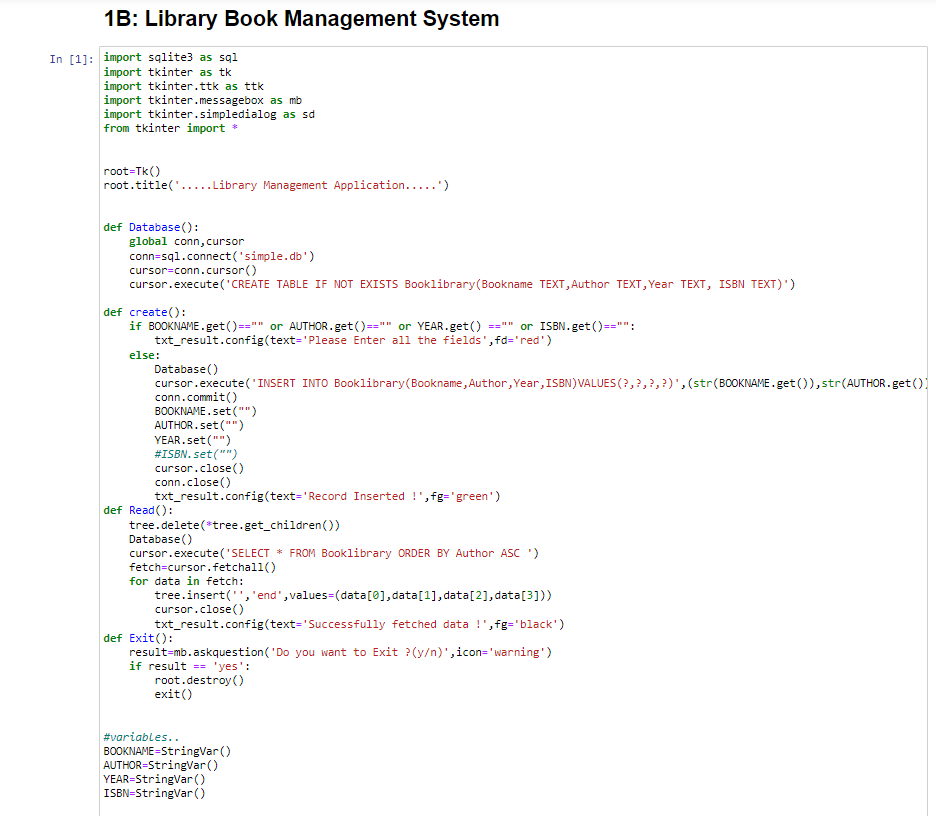 1B: Library Book Management System
In [1]:
import sqlite3 as sql
import tkinter as tk
import tkinter.ttk as ttk
import tkinter.messagebox as mb
import tkinter.simpledialog as sd
from tkinter import *
root=Tk()
root.title('.....Library Management Application.....')
def Database():
    global conn,cursor
    conn=sql.connect('simple.db')
    cursor=conn.cursor()
    cursor.execute('CREATE TABLE IF NOT EXISTS Booklibrary(Bookname TEXT,Author TEXT,Year TEXT, ISBN TEXT)')
def create():
    if BOOKNAME.get()=="" or AUTHOR.get()=="" or YEAR.get() =="" or ISBN.get()=="":
        txt_result.config(text='Please Enter all the fields',fd='red')
    else:
        Database()
        cursor.execute('INSERT INTO Booklibrary(Bookname,Author,Year,ISBN)VALUES(?,?,?,?)',(str(BOOKNAME.get()),str(AUTHOR.get()
        conn.commit()
        BOOKNAME.set("")
        AUTHOR.set("")
        YEAR.set("")
        #ISBN.set("")
        cursor.close()
        conn.close()
        txt_result.config(text='Record Inserted !',fg='green')
def Read():
    tree.delete(*tree.get_children())
    Database()
    cursor.execute('SELECT * FROM Booklibrary ORDER BY Author ASC ')
    fetch=cursor.fetchall()
    for data in fetch:
        tree.insert('','end',values=(data[0],data[1],data[2],data[3]))
        cursor.close()
        txt_result.config(text='Successfully fetched data !',fg='black')
def Exit():
    result=mb.askquestion('Do you want to Exit ?(y/n)',icon='warning')
    if result == 'yes':
        root.destroy()
        exit()
#variables..
BOOKNAME=StringVar()
AUTHOR=StringVar()
YEAR=StringVar()
ISBN=StringVar()